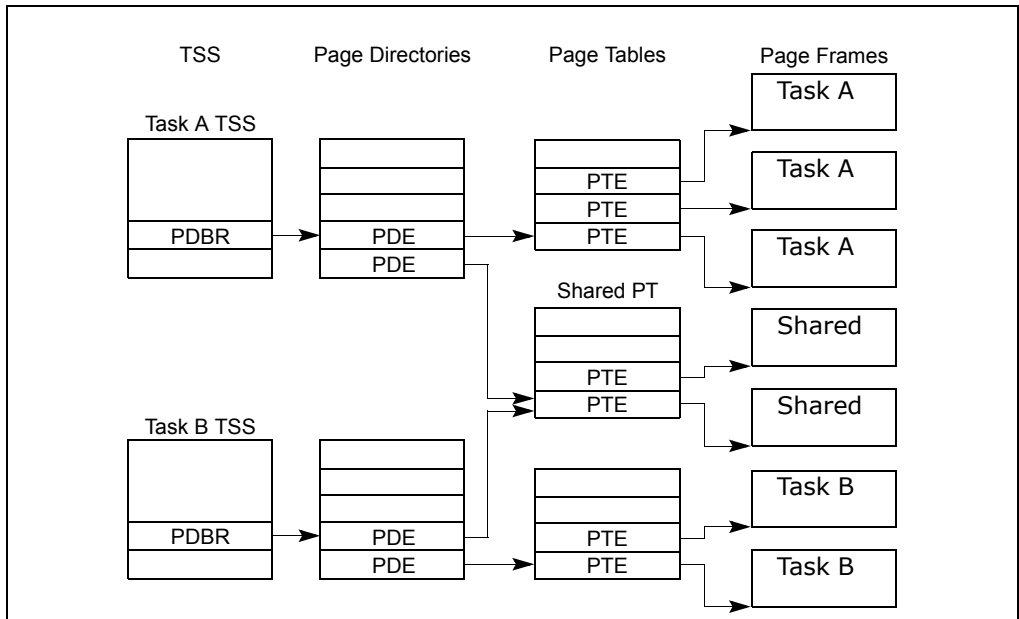 TSS Page Directories Page Tables Page Frames
Task A
Task A TSS
Task A
PTE
PTE
PDBR PDE PTE
Task A
PDE
Shared PT
Shared
PTE
PTE
Shared
Task B TSS
Task B
PDBR PDE PTE
PDE PTE
Task B